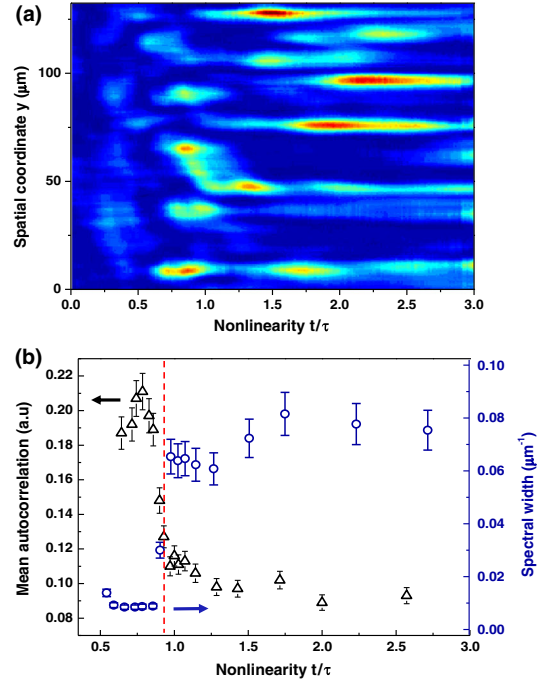 (a)
Spatial coordinate y (μm)
100
50
0
0.0 0.5 1.0 1.5 2.0 2.5 3.0
Nonlinearity t/τ
(b)
Mean autocorrelation (a.u)
0.22
0.20
0.18
0.16
0.14
0.12
0.10
0.08
0.10
0.08
0.06
0.04
0.02
0.00
Spectral width (μm⁻¹)
0.5 1.0 1.5 2.0 2.5 3.0
Nonlinearity t/τ